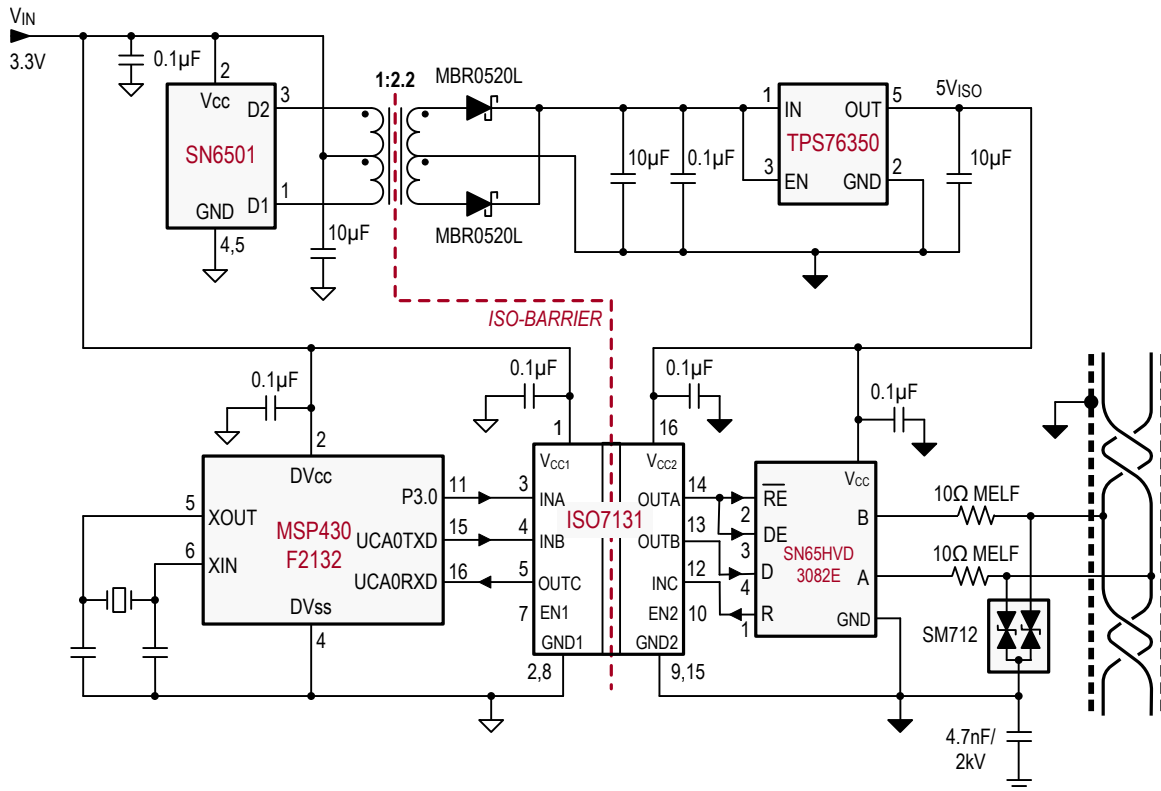 VIN
3.3V
0.1µF
2
Vcc
D2
3
SN6501
D1
1
GND
4,5
10µF
1:2.2
MBR0520L
MBR0520L
10µF
0.1µF
1
IN
OUT
5
TPS76350
3
EN
GND
2
5VISO
10µF
ISO-BARRIER
0.1µF
2
DVcc
5
XOUT
6
XIN
MSP430
F2132
P3.0
11
UCA0TXD
15
UCA0RXD
16
DVss
4
0.1µF
1
VCC1
3
INA
4
INB
5
OUTC
7
EN1
GND1
2,8
ISO7131
0.1µF
16
VCC2
OUTA
14
OUTB
13
INC
12
EN2
10
GND2
9,15
0.1µF
VCC
RE
2
DE
3
D
4
R
1
SN65HVD
3082E
B
A
GND
10Ω MELF
10Ω MELF
SM712
4.7nF/
2kV